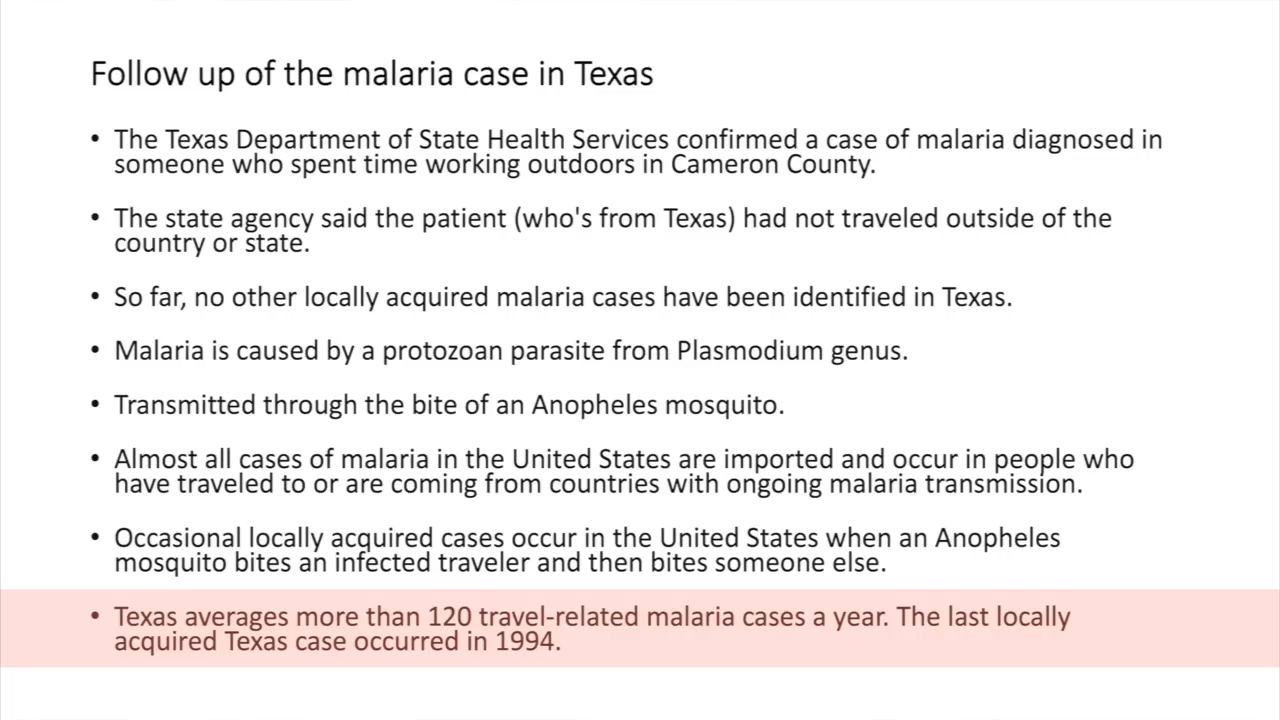 Follow up of the malaria case in Texas
• The Texas Department of State Health Services confirmed a case of malaria diagnosed in
someone who spent time working outdoors in Cameron County.
• The state agency said the patient (who's from Texas) had not traveled outside of the
country or state.
• So far, no other locally acquired malaria cases have been identified in Texas.
• Malaria is caused by a protozoan parasite from Plasmodium genus.
• Transmitted through the bite of an Anopheles mosquito.
• Almost all cases of malaria in the United States are imported and occur in people who
have traveled to or are coming from countries with ongoing malaria transmission.
• Occasional locally acquired cases occur in the United States when an Anopheles
mosquito bites an infected traveler and then bites someone else.
• Texas averages more than 120 travel-related malaria cases a year. The last locally
acquired Texas case occurred in 1994.